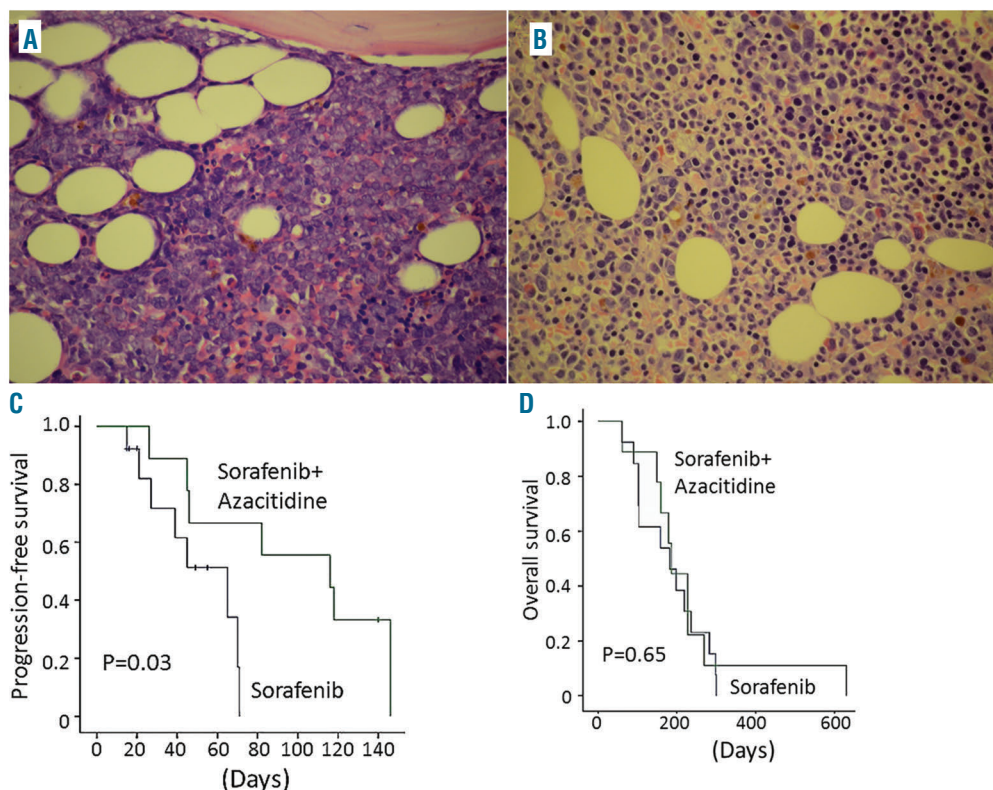 A
B
C
D
Progression-free survival
1.0
0.8
0.6
0.4
0.2
0
Sorafenib+
Azacitidine
P=0.03
Sorafenib
0 20 40 60 80 100 120 140
(Days)
Overall survival
1.0
0.8
0.6
0.4
0.2
0
Sorafenib+
Azacitidine
P=0.65
Sorafenib
0 200 400 600
(Days)